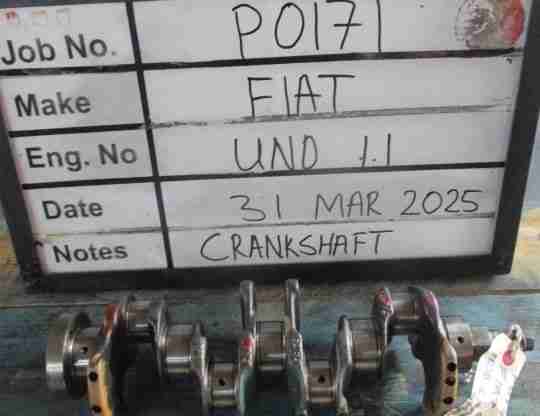 Job No. P0171
Make FIAT
Eng. No UNO 1.1
Date 31 MAR 2025
Notes CRANKSHAFT